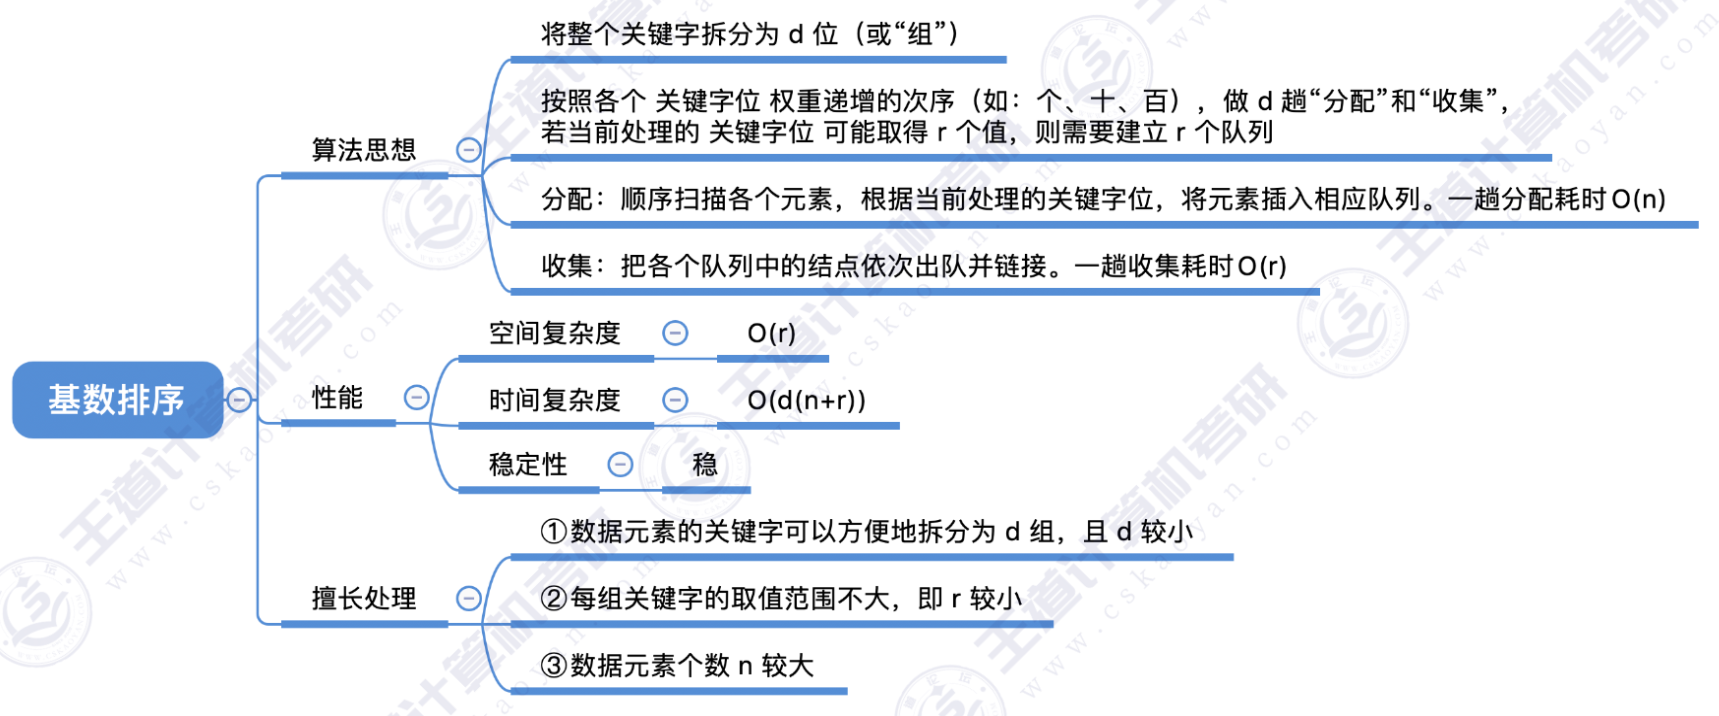 基数排序
算法思想
将整个关键字拆分为 d 位（或“组”）
按照各个 关键字位 权重递增的次序（如：个、十、百），做 d 趟“分配”和“收集”，
若当前处理的 关键字位 可能取得 r 个值，则需要建立 r 个队列
分配：顺序扫描各个元素，根据当前处理的关键字位，将元素插入相应队列。一趟分配耗时O(n)
收集：把各个队列中的结点依次出队并链接。一趟收集耗时O(r)
性能
空间复杂度
O(r)
时间复杂度
O(d(n+r))
稳定性
稳
擅长处理
①数据元素的关键字可以方便地拆分为 d 组，且 d 较小
②每组关键字的取值范围不大，即 r 较小
③数据元素个数 n 较大
王道计算机考研
www.cskaoyan.com